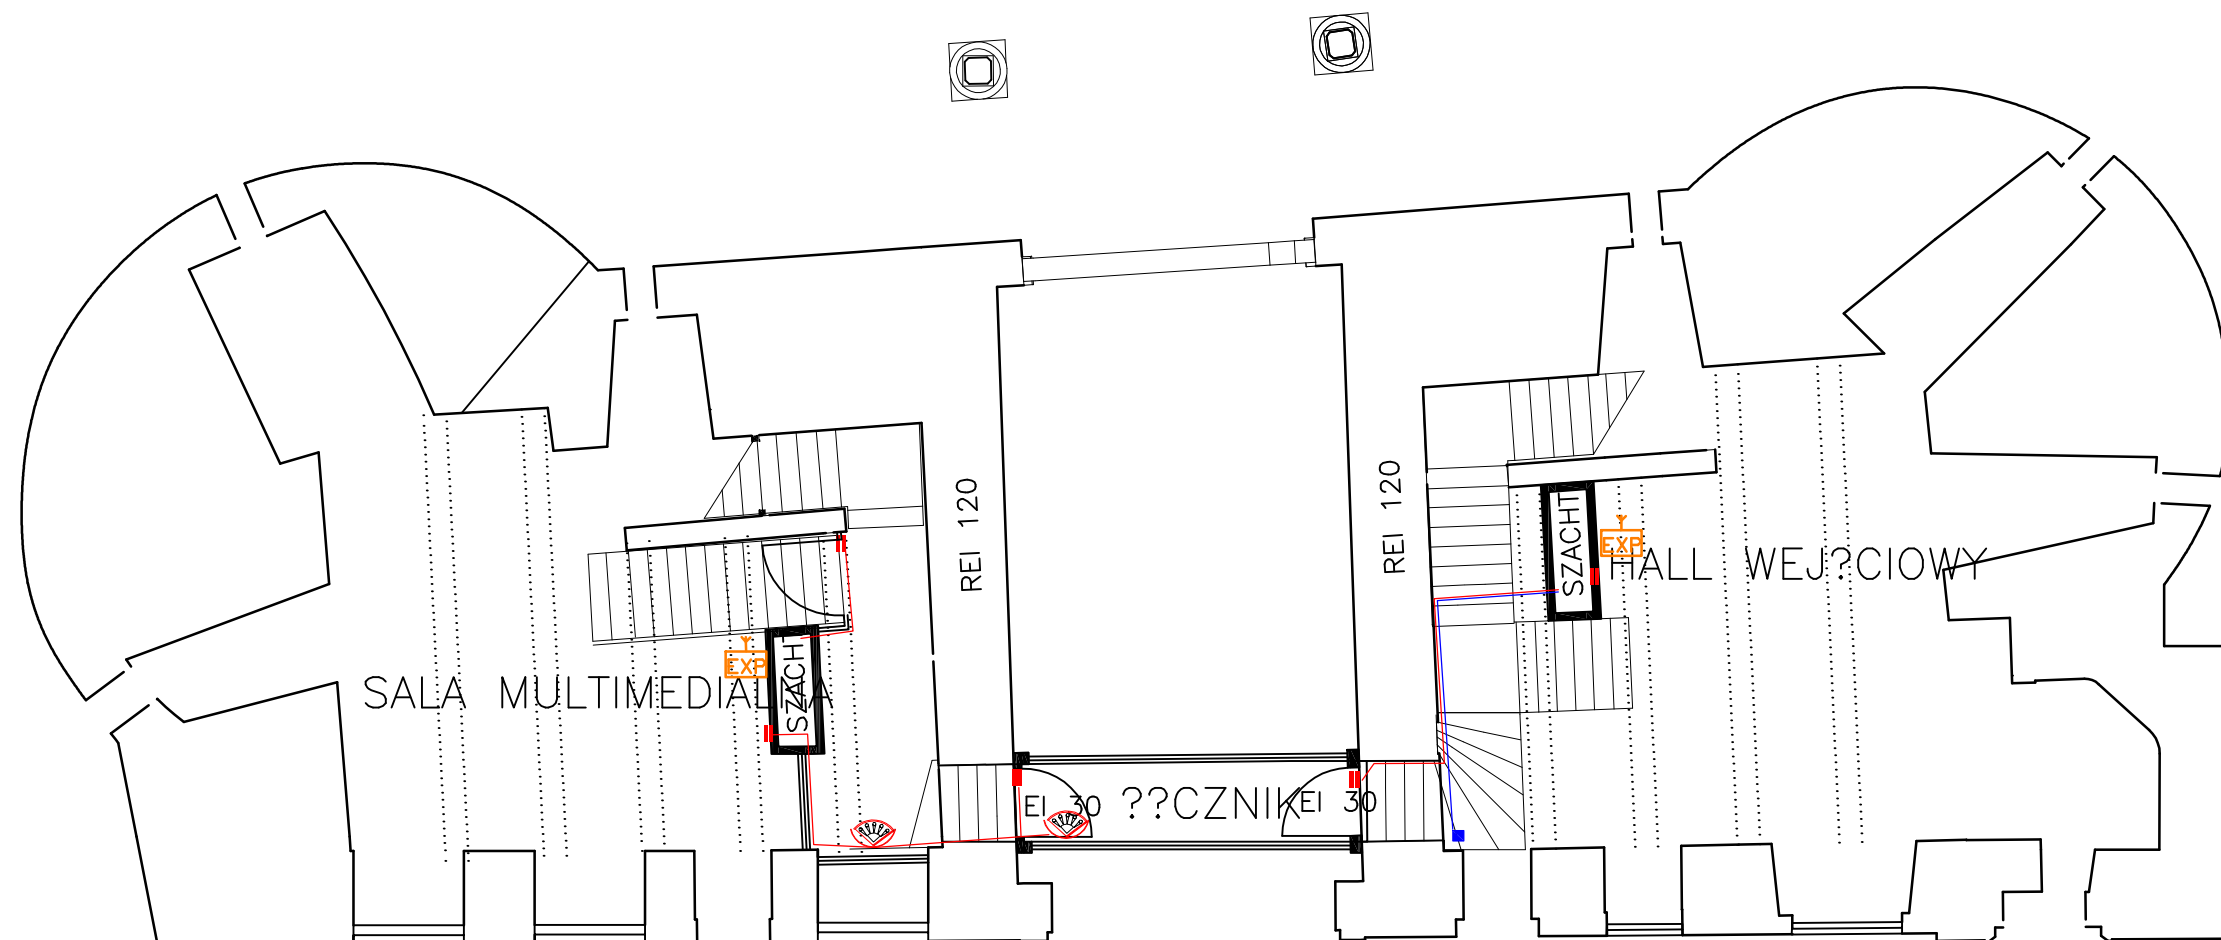 REI 120
REI 120
SZACHT
EXP
HALL WEJ?CIOWY
EXP
SZACHT
SALA MULTIMEDIALNA
EI 30
??CZNIK
EI 30